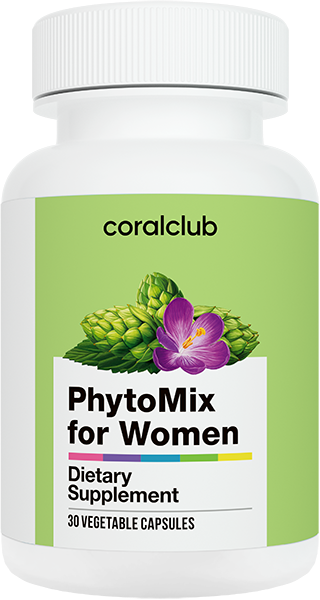 coralclub
PhytoMix
for Women
Dietary
Supplement
30 VEGETABLE CAPSULES